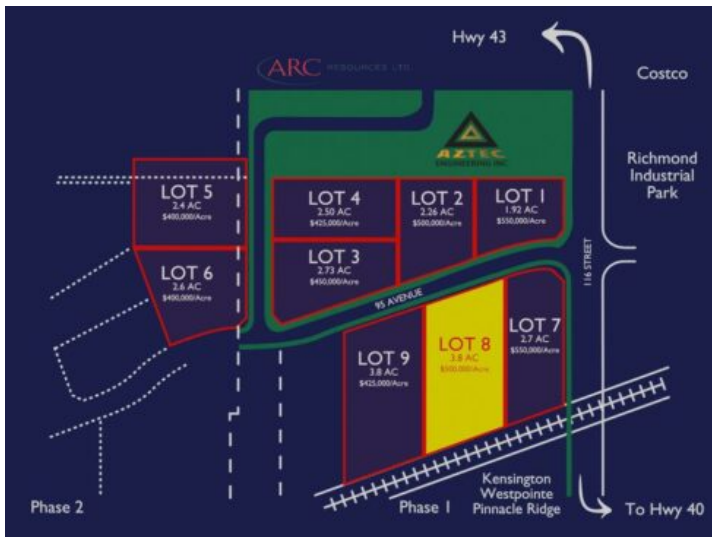 Hwy 43
ARC RESOURCES LTD.
Costco
AZTEC
ENGINEERING INC
Richmond
Industrial
Park
LOT 5
2.4 AC
$400,000/Acre
LOT 4
2.50 AC
$425,000/Acre
LOT 2
2.26 AC
$500,000/Acre
LOT 1
1.92 AC
$550,000/Acre
LOT 6
2.6 AC
$400,000/Acre
LOT 3
2.73 AC
$450,000/Acre
116 STREET
95 AVENUE
LOT 9
3.8 AC
$425,000/Acre
LOT 8
3.8 AC
$500,000/Acre
LOT 7
2.7 AC
$550,000/Acre
Phase 2
Phase 1
Kensington
Westpointe
Pinnacle Ridge
To Hwy 40